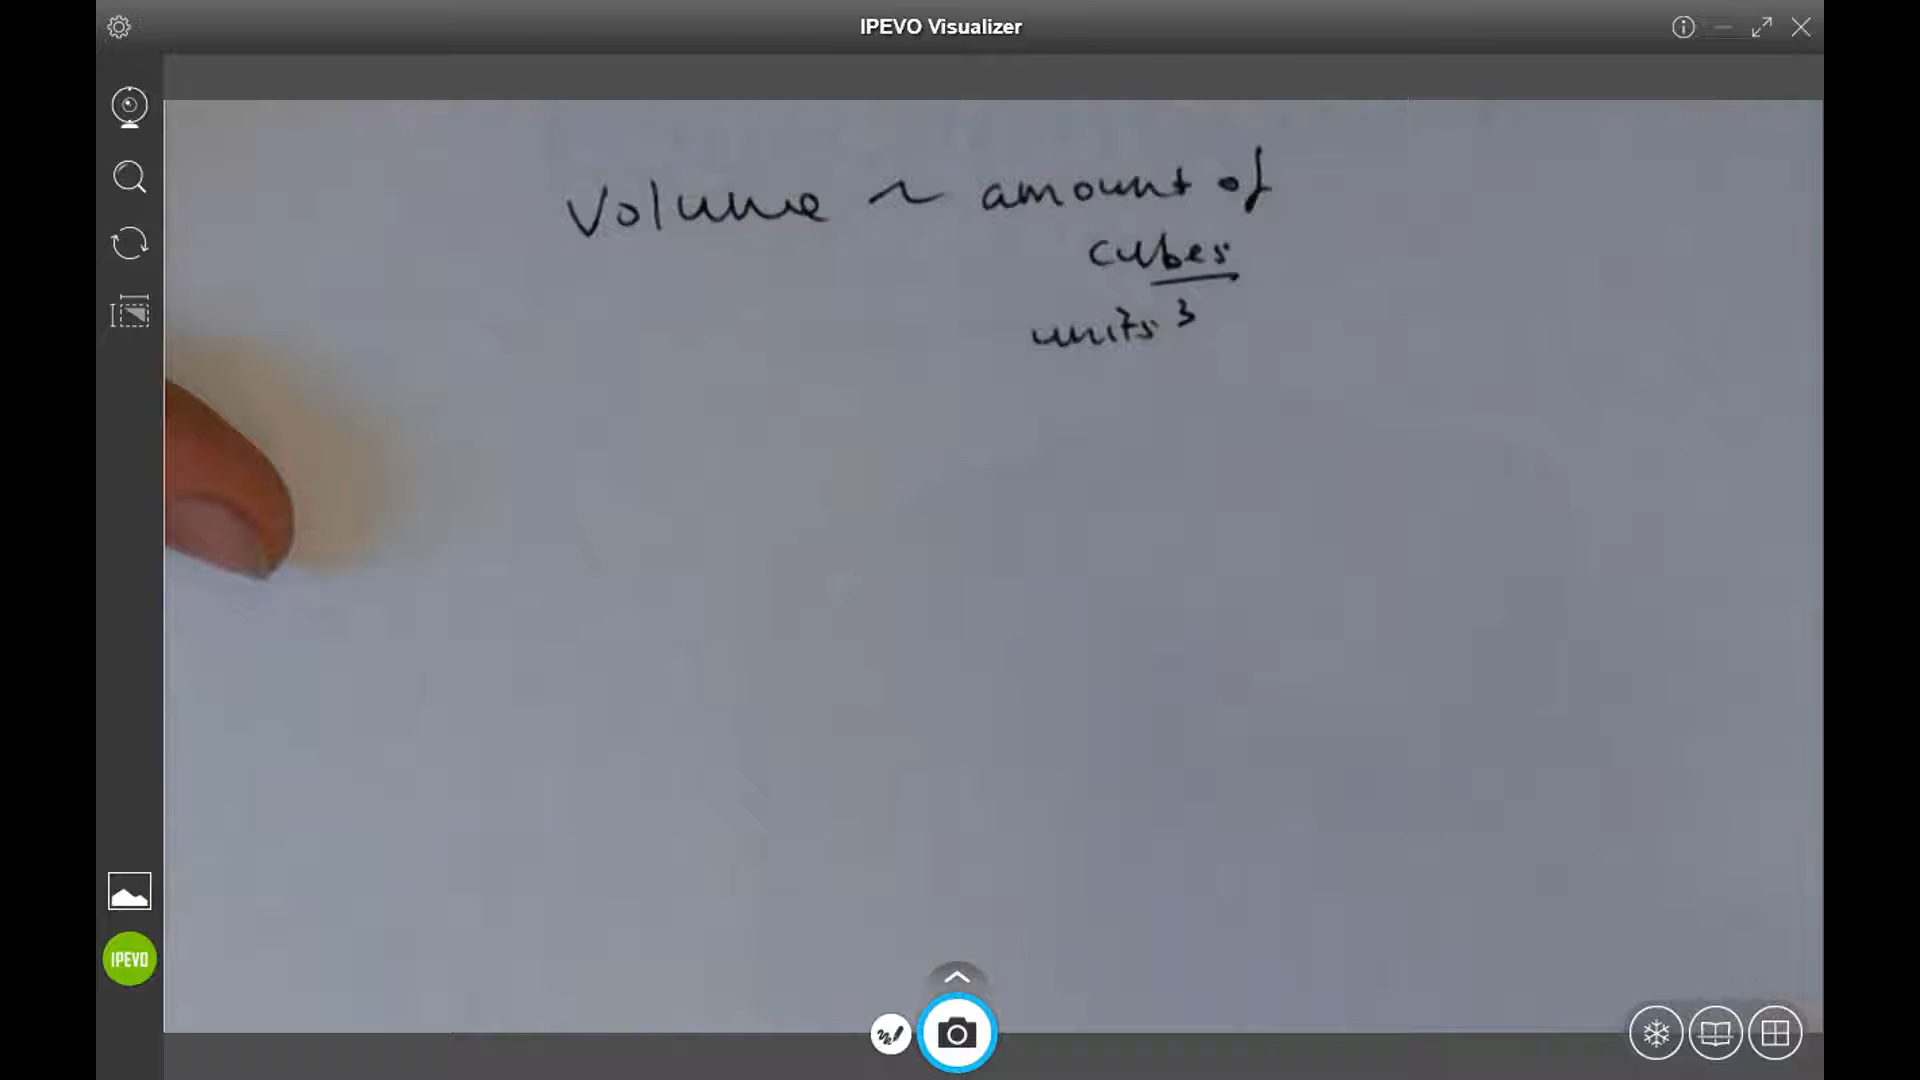 IPEVO Visualizer
Volume ~ amount of
cubes
units³
IPEVO